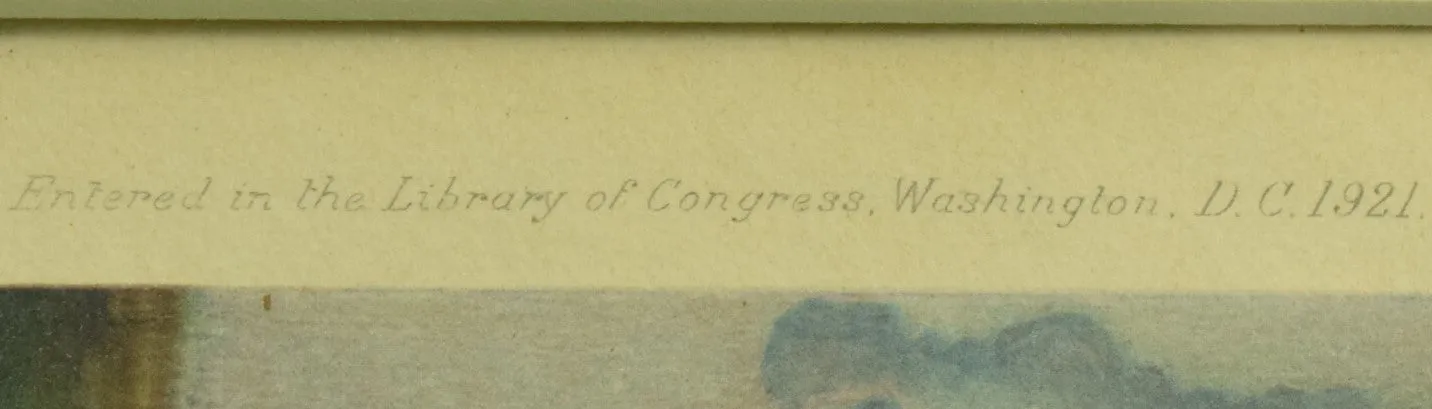 Entered in the Library of Congress, Washington, D.C. 1921.